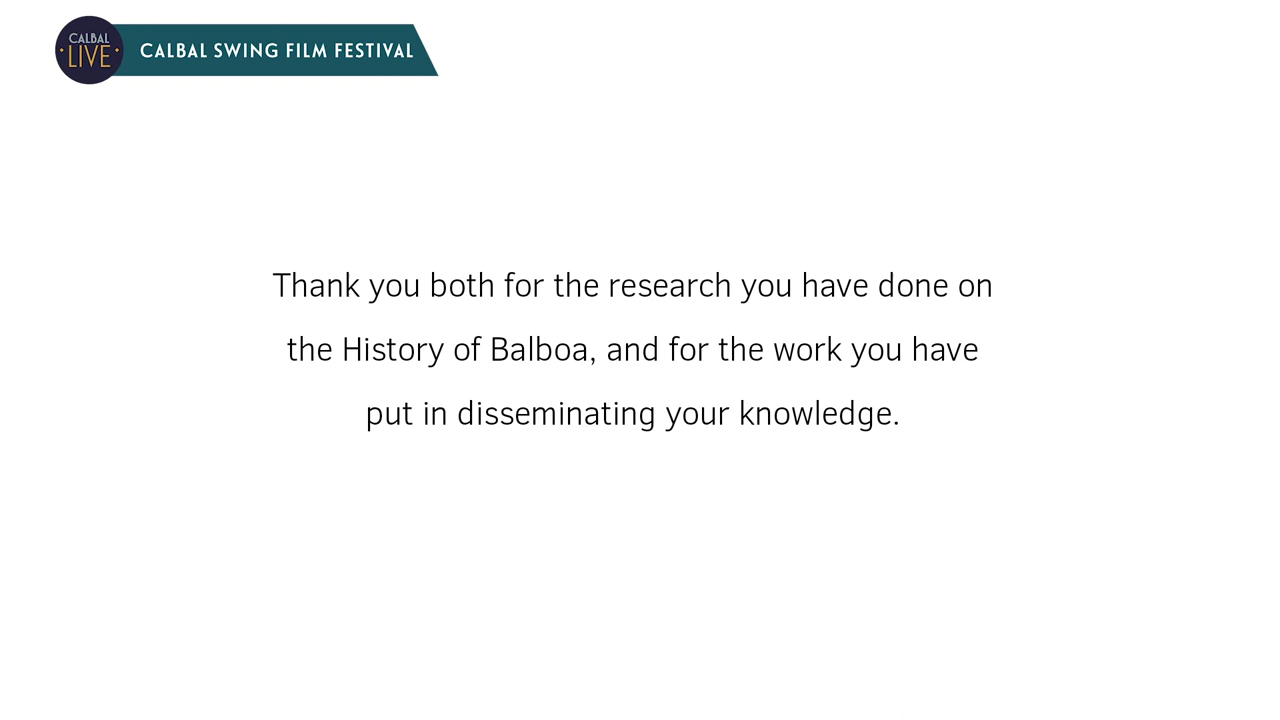 CALBAL
LIVE
CALBAL SWING FILM FESTIVAL
Thank you both for the research you have done on
the History of Balboa, and for the work you have
put in disseminating your knowledge.